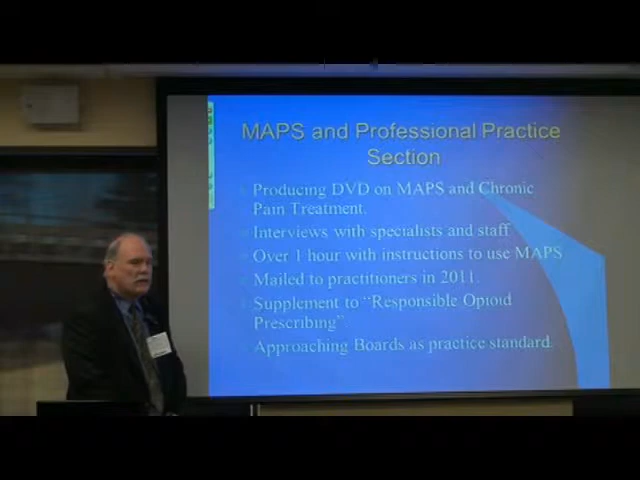 MAPS and Professional Practice
Section
Producing DVD on MAPS and Chronic
Pain Treatment.
Interviews with specialists and staff
Over 1 hour with instructions to use MAPS
Mailed to practitioners in 2011.
Supplement to “Responsible Opioid
Prescribing”.
Approaching Boards as practice standard.